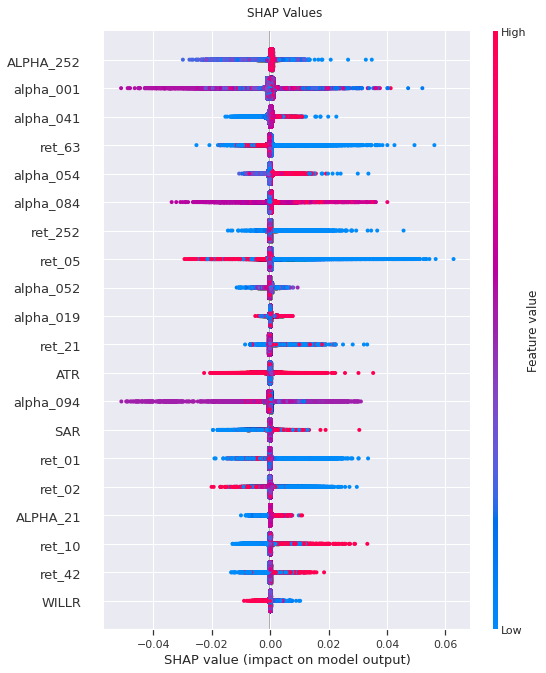 SHAP Values
High
ALPHA_252
alpha_001
alpha_041
ret_63
alpha_054
alpha_084
ret_252
ret_05
alpha_052
alpha_019
ret_21
ATR
alpha_094
SAR
ret_01
ret_02
ALPHA_21
ret_10
ret_42
WILLR
Feature value
Low
−0.04 −0.02 0.00 0.02 0.04 0.06
SHAP value (impact on model output)